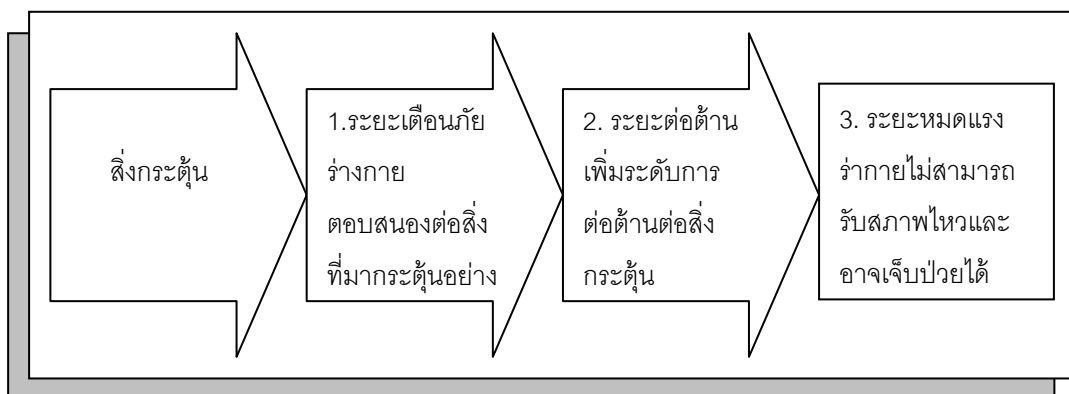 สิ่งกระตุ้น
1.ระยะเตือนภัย
ร่างกาย
ตอบสนองต่อสิ่ง
ที่มากระตุ้นอย่าง
2. ระยะต่อต้าน
เพิ่มระดับการ
ต่อต้านต่อสิ่ง
กระตุ้น
3. ระยะหมดแรง
ร่ากายไม่สามารถ
รับสภาพไหวและ
อาจเจ็บป่วยได้